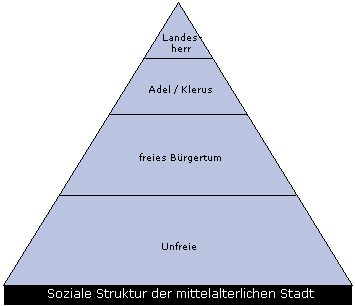 Landes-
herr
Adel / Klerus
freies Bürgertum
Unfreie
Soziale Struktur der mittelalterlichen Stadt